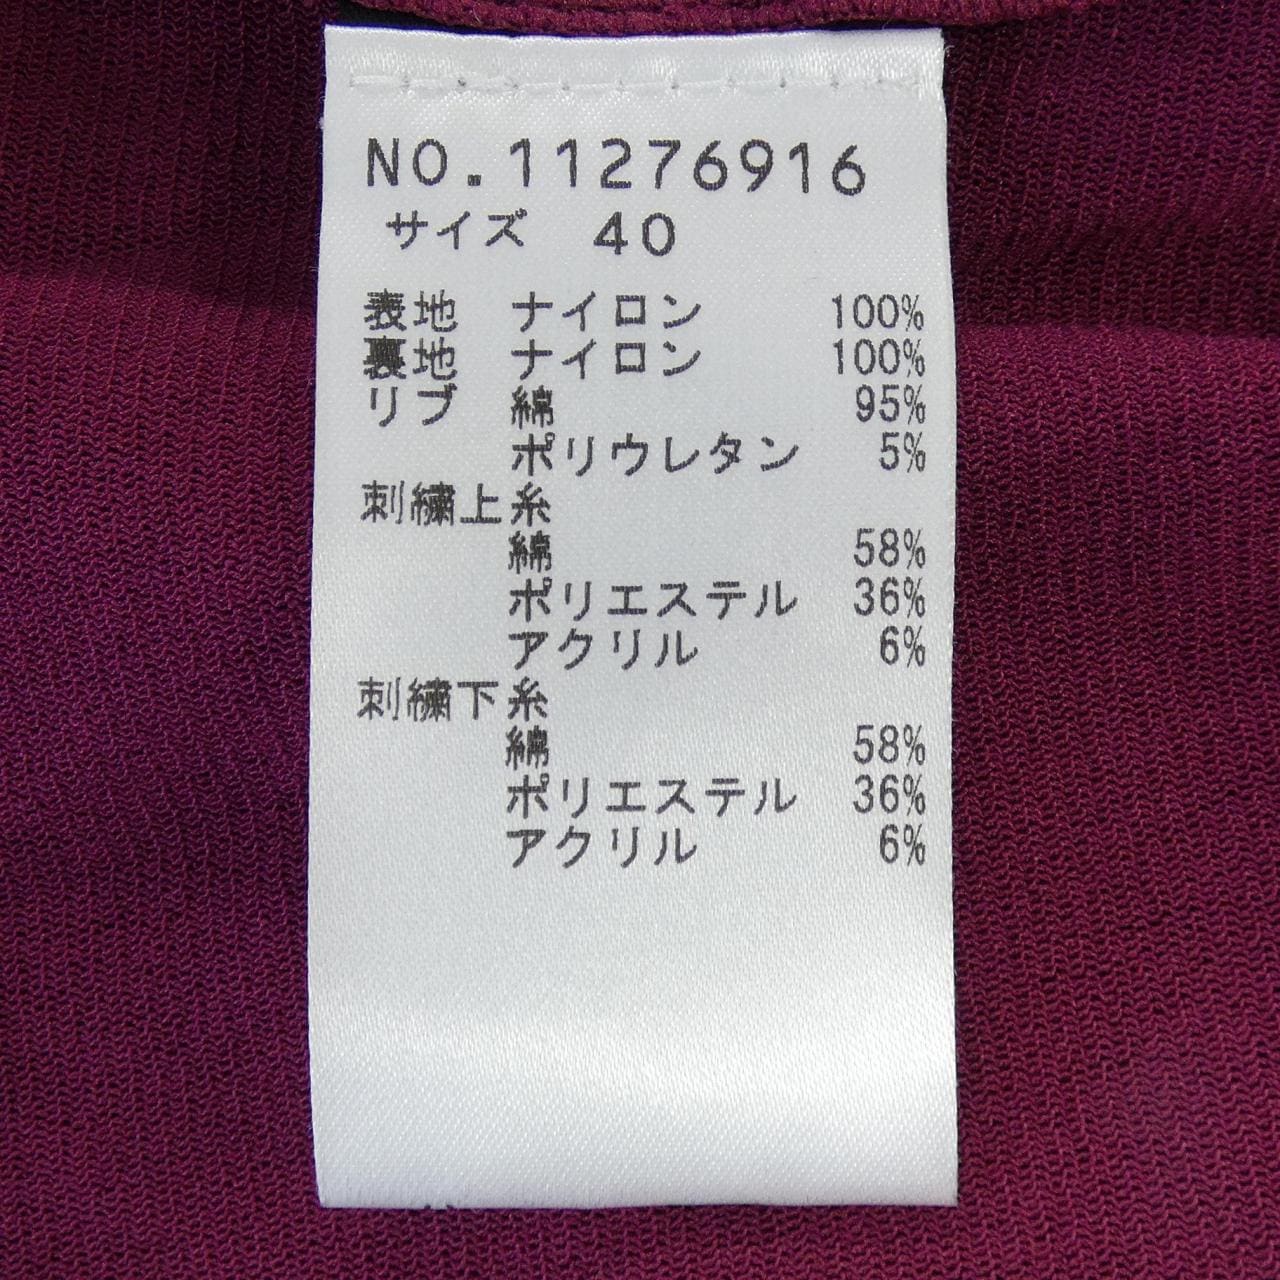 NO.11276916
サイズ 40
表地 ナイロン 100%
裏地 ナイロン 100%
リブ 綿 95%
ポリウレタン 5%
刺繍上糸
綿 58%
ポリエステル 36%
アクリル 6%
刺繍下糸
綿 58%
ポリエステル 36%
アクリル 6%